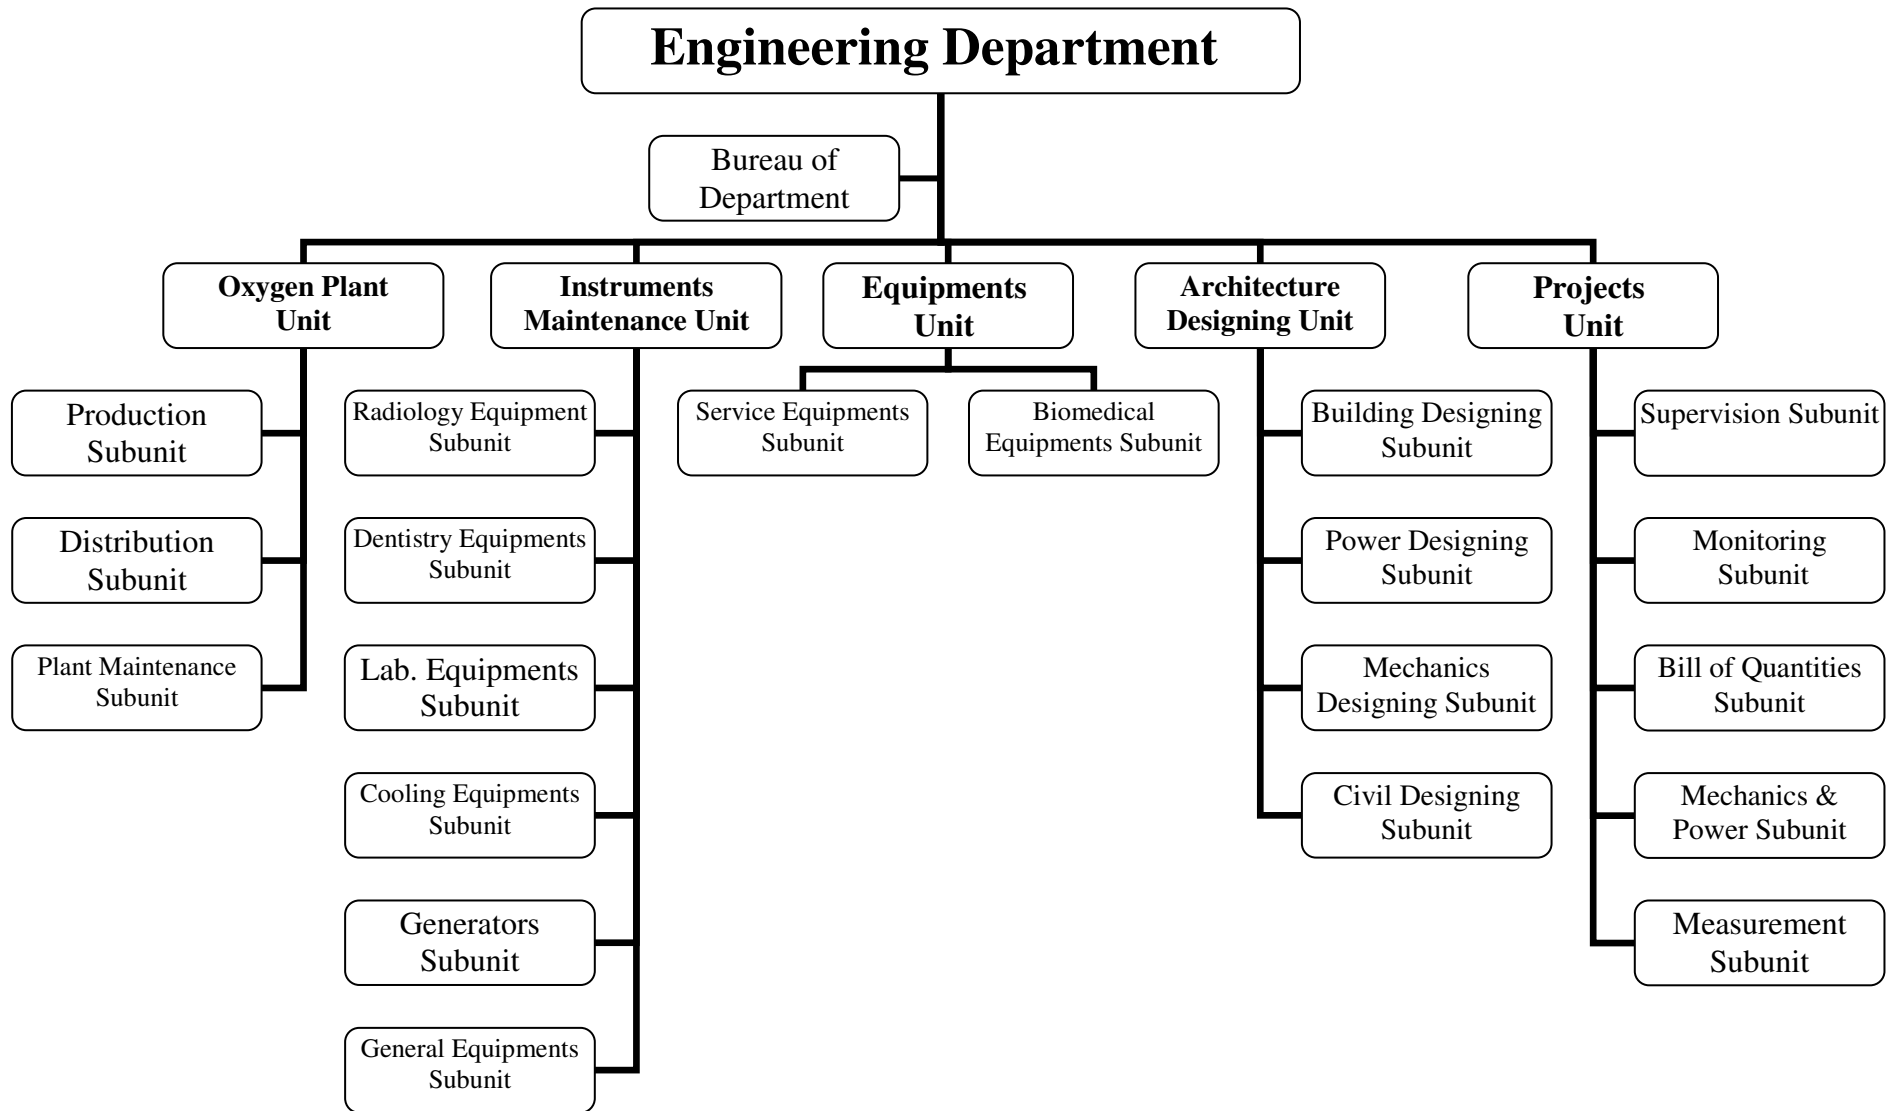 Engineering Department
Bureau of
Department
Oxygen Plant
Unit
Instruments
Maintenance Unit
Equipments
Unit
Architecture
Designing Unit
Projects
Unit
Production
Subunit
Distribution
Subunit
Plant Maintenance
Subunit
Radiology Equipment
Subunit
Dentistry Equipments
Subunit
Lab. Equipments
Subunit
Cooling Equipments
Subunit
Generators
Subunit
General Equipments
Subunit
Service Equipments
Subunit
Biomedical
Equipments Subunit
Building Designing
Subunit
Power Designing
Subunit
Mechanics
Designing Subunit
Civil Designing
Subunit
Supervision Subunit
Monitoring
Subunit
Bill of Quantities
Subunit
Mechanics &
Power Subunit
Measurement
Subunit